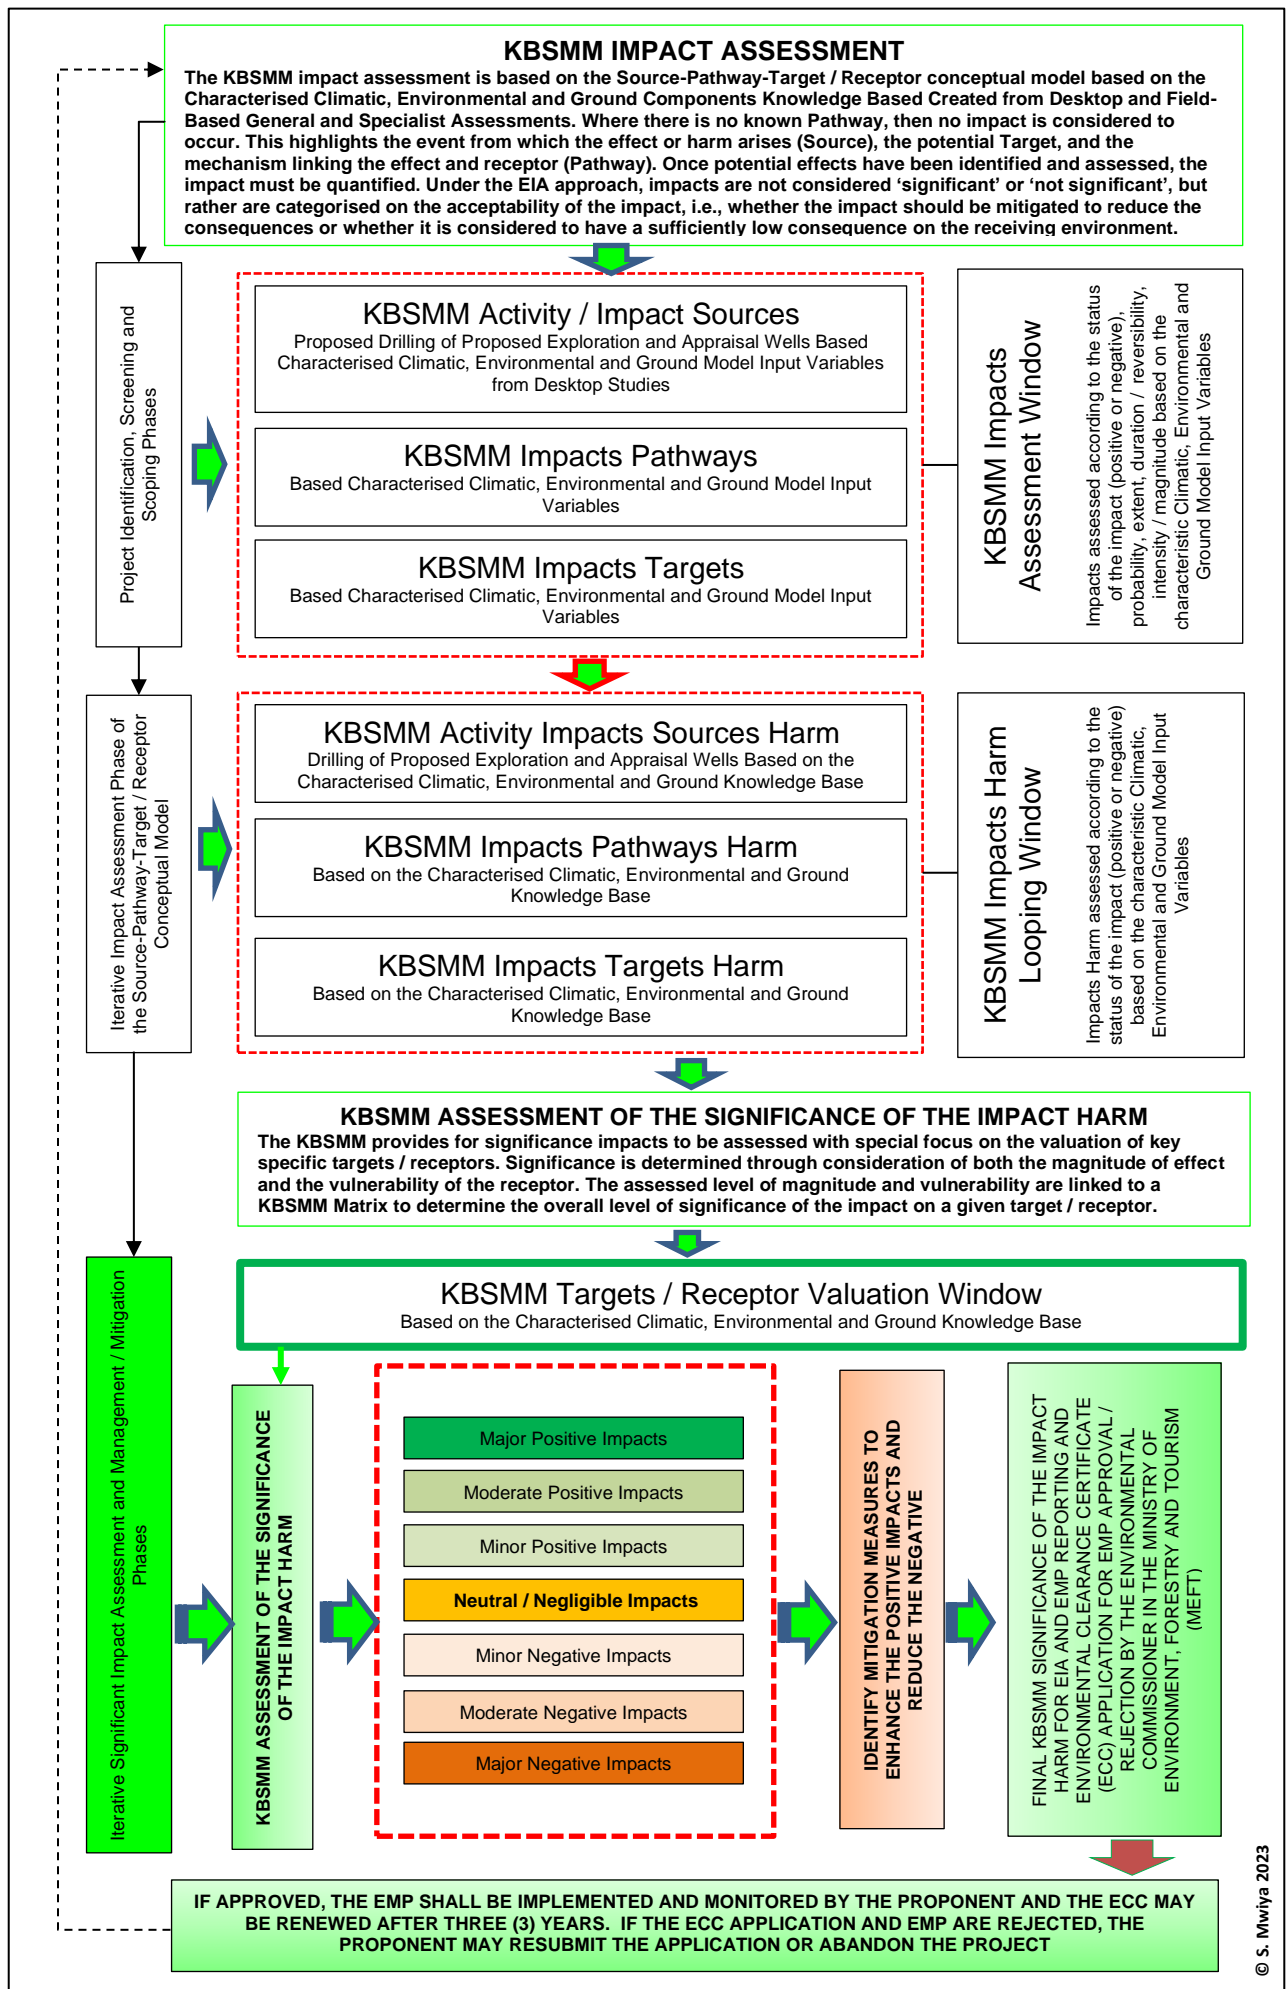 KBSMM IMPACT ASSESSMENT
The KBSMM impact assessment is based on the Source-Pathway-Target / Receptor conceptual model based on the
Characterised Climatic, Environmental and Ground Components Knowledge Based Created from Desktop and Field-
Based General and Specialist Assessments. Where there is no known Pathway, then no impact is considered to
occur. This highlights the event from which the effect or harm arises (Source), the potential Target, and the
mechanism linking the effect and receptor (Pathway). Once potential effects have been identified and assessed, the
impact must be quantified. Under the EIA approach, impacts are not considered ‘significant’ or ‘not significant’, but
rather are categorised on the acceptability of the impact, i.e., whether the impact should be mitigated to reduce the
consequences or whether it is considered to have a sufficiently low consequence on the receiving environment.
Project Identification, Screening and
Scoping Phases
KBSMM Activity / Impact Sources
Proposed Drilling of Proposed Exploration and Appraisal Wells Based
Characterised Climatic, Environmental and Ground Model Input Variables
from Desktop Studies
KBSMM Impacts Pathways
Based Characterised Climatic, Environmental and Ground Model Input
Variables
KBSMM Impacts Targets
Based Characterised Climatic, Environmental and Ground Model Input
Variables
KBSMM Impacts
Assessment Window
Impacts assessed according to the status
of the impact (positive or negative),
probability, extent, duration / reversibility,
intensity / magnitude based on the
characteristic Climatic, Environmental and
Ground Model Input Variables
Iterative Impact Assessment Phase of
the Source-Pathway-Target / Receptor
Conceptual Model
KBSMM Activity Impacts Sources Harm
Drilling of Proposed Exploration and Appraisal Wells Based on the
Characterised Climatic, Environmental and Ground Knowledge Base
KBSMM Impacts Pathways Harm
Based on the Characterised Climatic, Environmental and Ground
Knowledge Base
KBSMM Impacts Targets Harm
Based on the Characterised Climatic, Environmental and Ground
Knowledge Base
KBSMM Impacts Harm
Looping Window
Impacts Harm assessed according to the
status of the impact (positive or negative)
based on the characteristic Climatic,
Environmental and Ground Model Input
Variables
KBSMM ASSESSMENT OF THE SIGNIFICANCE OF THE IMPACT HARM
The KBSMM provides for significance impacts to be assessed with special focus on the valuation of key
specific targets / receptors. Significance is determined through consideration of both the magnitude of effect
and the vulnerability of the receptor. The assessed level of magnitude and vulnerability are linked to a
KBSMM Matrix to determine the overall level of significance of the impact on a given target / receptor.
Iterative Significant Impact Assessment and Management / Mitigation
Phases
KBSMM Targets / Receptor Valuation Window
Based on the Characterised Climatic, Environmental and Ground Knowledge Base
KBSMM ASSESSMENT OF THE SIGNIFICANCE
OF THE IMPACT HARM
Major Positive Impacts
Moderate Positive Impacts
Minor Positive Impacts
Neutral / Negligible Impacts
Minor Negative Impacts
Moderate Negative Impacts
Major Negative Impacts
IDENTIFY MITIGATION MEASURES TO
ENHANCE THE POSITIVE IMPACTS AND
REDUCE THE NEGATIVE
FINAL KBSMM SIGNIFICANCE OF THE IMPACT
HARM FOR EIA AND EMP REPORTING AND
ENVIRONMENTAL CLEARANCE CERTIFICATE
(ECC) APPLICATION FOR EMP APPROVAL /
REJECTION BY THE ENVIRONMENTAL
COMMISSIONER IN THE MINISTRY OF
ENVIRONMENT, FORESTRY AND TOURISM
(MEFT)
IF APPROVED, THE EMP SHALL BE IMPLEMENTED AND MONITORED BY THE PROPONENT AND THE ECC MAY
BE RENEWED AFTER THREE (3) YEARS. IF THE ECC APPLICATION AND EMP ARE REJECTED, THE
PROPONENT MAY RESUBMIT THE APPLICATION OR ABANDON THE PROJECT
© S. Mwiya 2023